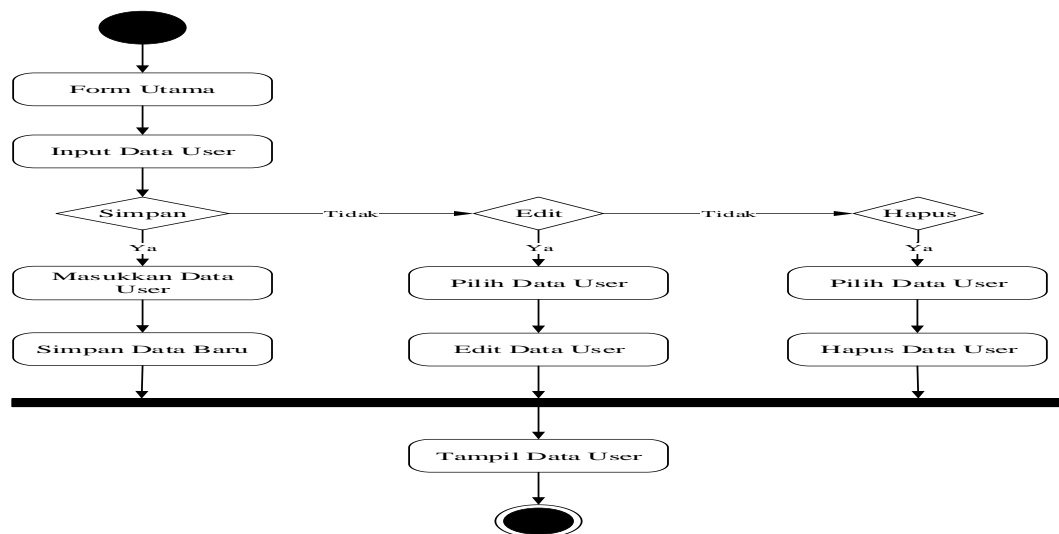 Form Utama
Input Data User
Simpan
Tidak
Edit
Tidak
Hapus
Ya
Ya
Ya
Masukkan Data
User
Pilih Data User
Pilih Data User
Simpan Data Baru
Edit Data User
Hapus Data User
Tampil Data User